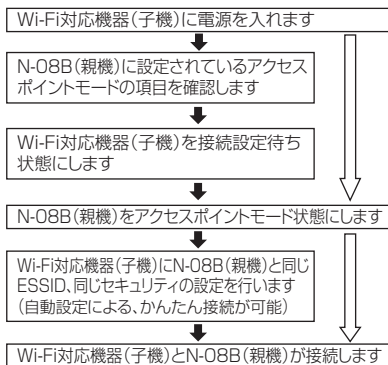 Wi-Fi対応機器（子機）に電源を入れます
N-08B（親機）に設定されているアクセス
ポイントモードの項目を確認します
Wi-Fi対応機器（子機）を接続設定待ち
状態にします
N-08B（親機）をアクセスポイントモード状態にします
Wi-Fi対応機器（子機）にN-08B（親機）と同じ
ESSID、同じセキュリティの設定を行います
（自動設定による、かんたん接続が可能）
Wi-Fi対応機器（子機）とN-08B（親機）が接続します